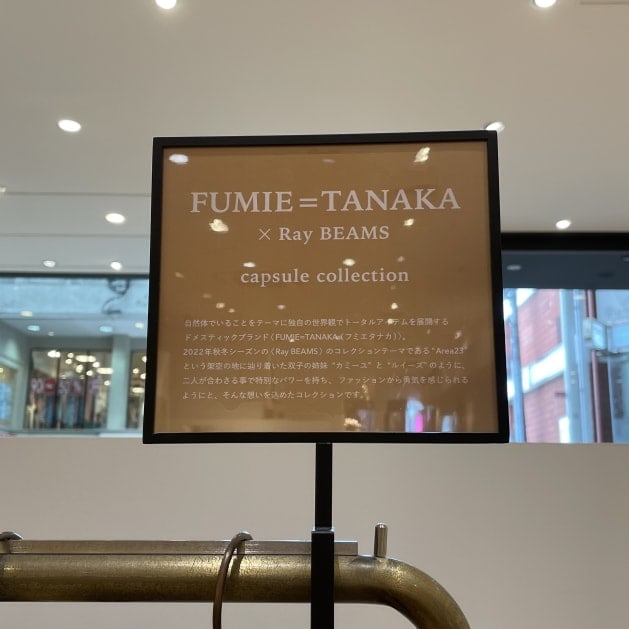 FUMIE=TANAKA
× Ray BEAMS
capsule collection
自然体でいることをテーマに独自の世界観でトータルアイテムを展開する
ドメスティックブランド〈FUMIE=TANAKA (フミエタナカ)〉。
2022年秋冬シーズンの〈Ray BEAMS〉のコレクションテーマである “Area23”
という架空の地に辿り着いた双子の姉妹 “カミーユ” と “ルイーズ” のように、
二人が合わさる事で特別なパワーを持ち、ファッションから勇気を感じられる
ようにと、そんな想いを込めたコレクションです。